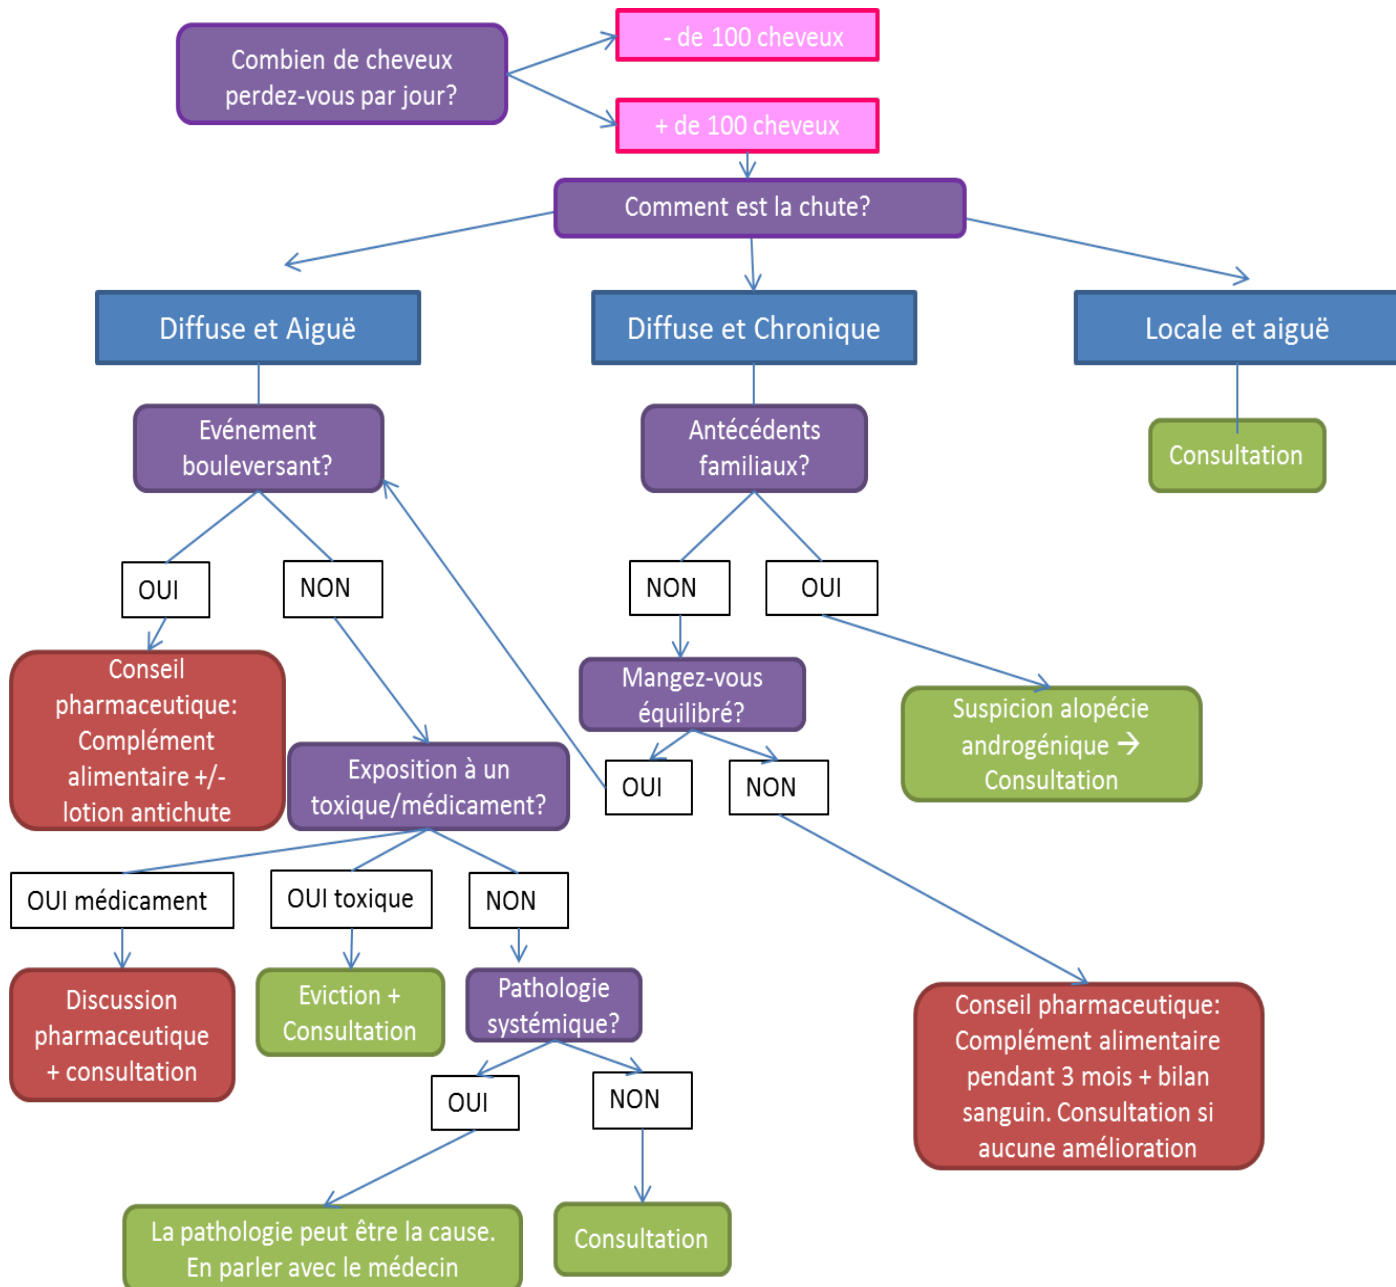 Combien de cheveux
perdez-vous par jour?
- de 100 cheveux
+ de 100 cheveux
Comment est la chute?
Diffuse et Aiguë
Diffuse et Chronique
Locale et aiguë
Evénement
bouleversant?
Antécédents
familiaux?
Consultation
OUI
NON
NON
OUI
Conseil
pharmaceutique:
Complément
alimentaire +/-
lotion antichute
Mangez-vous
équilibré?
Suspicion alopécie
androgénique →
Consultation
Exposition à un
toxique/médicament?
OUI
NON
OUI médicament
OUI toxique
NON
Discussion
pharmaceutique
+ consultation
Eviction +
Consultation
Pathologie
systémique?
Conseil pharmaceutique:
Complément alimentaire
pendant 3 mois + bilan
sanguin. Consultation si
aucune amélioration
OUI
NON
La pathologie peut être la cause.
En parler avec le médecin
Consultation